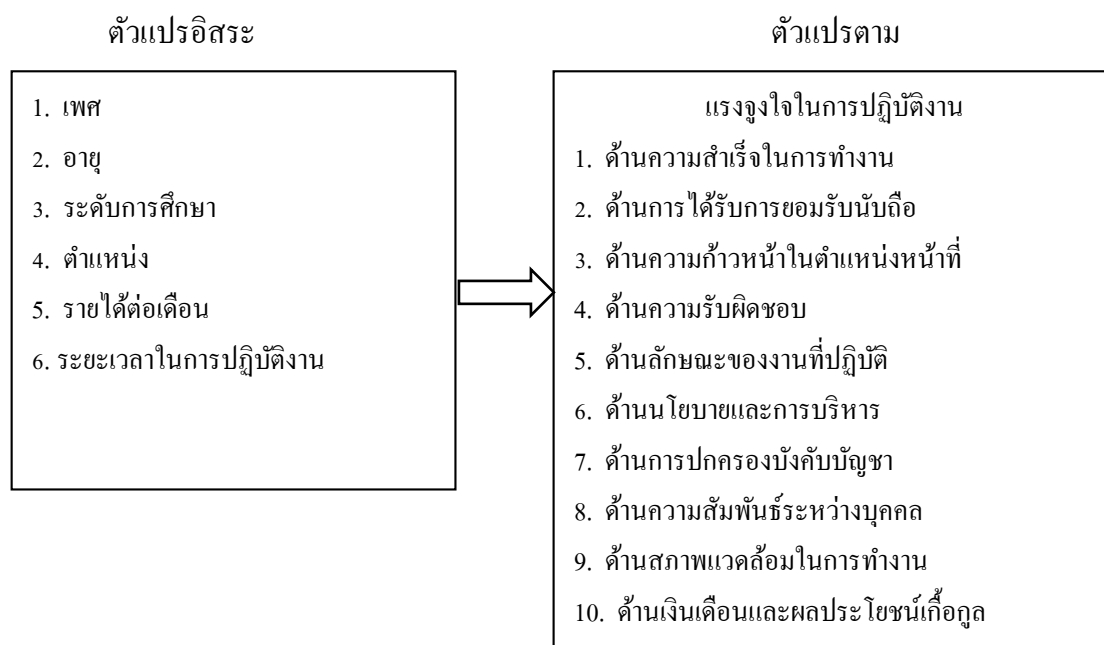 ตัวแปรอิสระ
1. เพศ
2. อายุ
3. ระดับการศึกษา
4. ตำแหน่ง
5. รายได้ต่อเดือน
6. ระยะเวลาในการปฏิบัติงาน
ตัวแปรตาม
แรงจูงใจในการปฏิบัติงาน
1. ด้านความสำเร็จในการทำงาน
2. ด้านการได้รับการยอมรับนับถือ
3. ด้านความก้าวหน้าในตำแหน่งหน้าที่
4. ด้านความรับผิดชอบ
5. ด้านลักษณะของงานที่ปฏิบัติ
6. ด้านนโยบายและการบริหาร
7. ด้านการปกครองบังคับบัญชา
8. ด้านความสัมพันธ์ระหว่างบุคคล
9. ด้านสภาพแวดล้อมในการทำงาน
10. ด้านเงินเดือนและผลประโยชน์เกื้อกูล